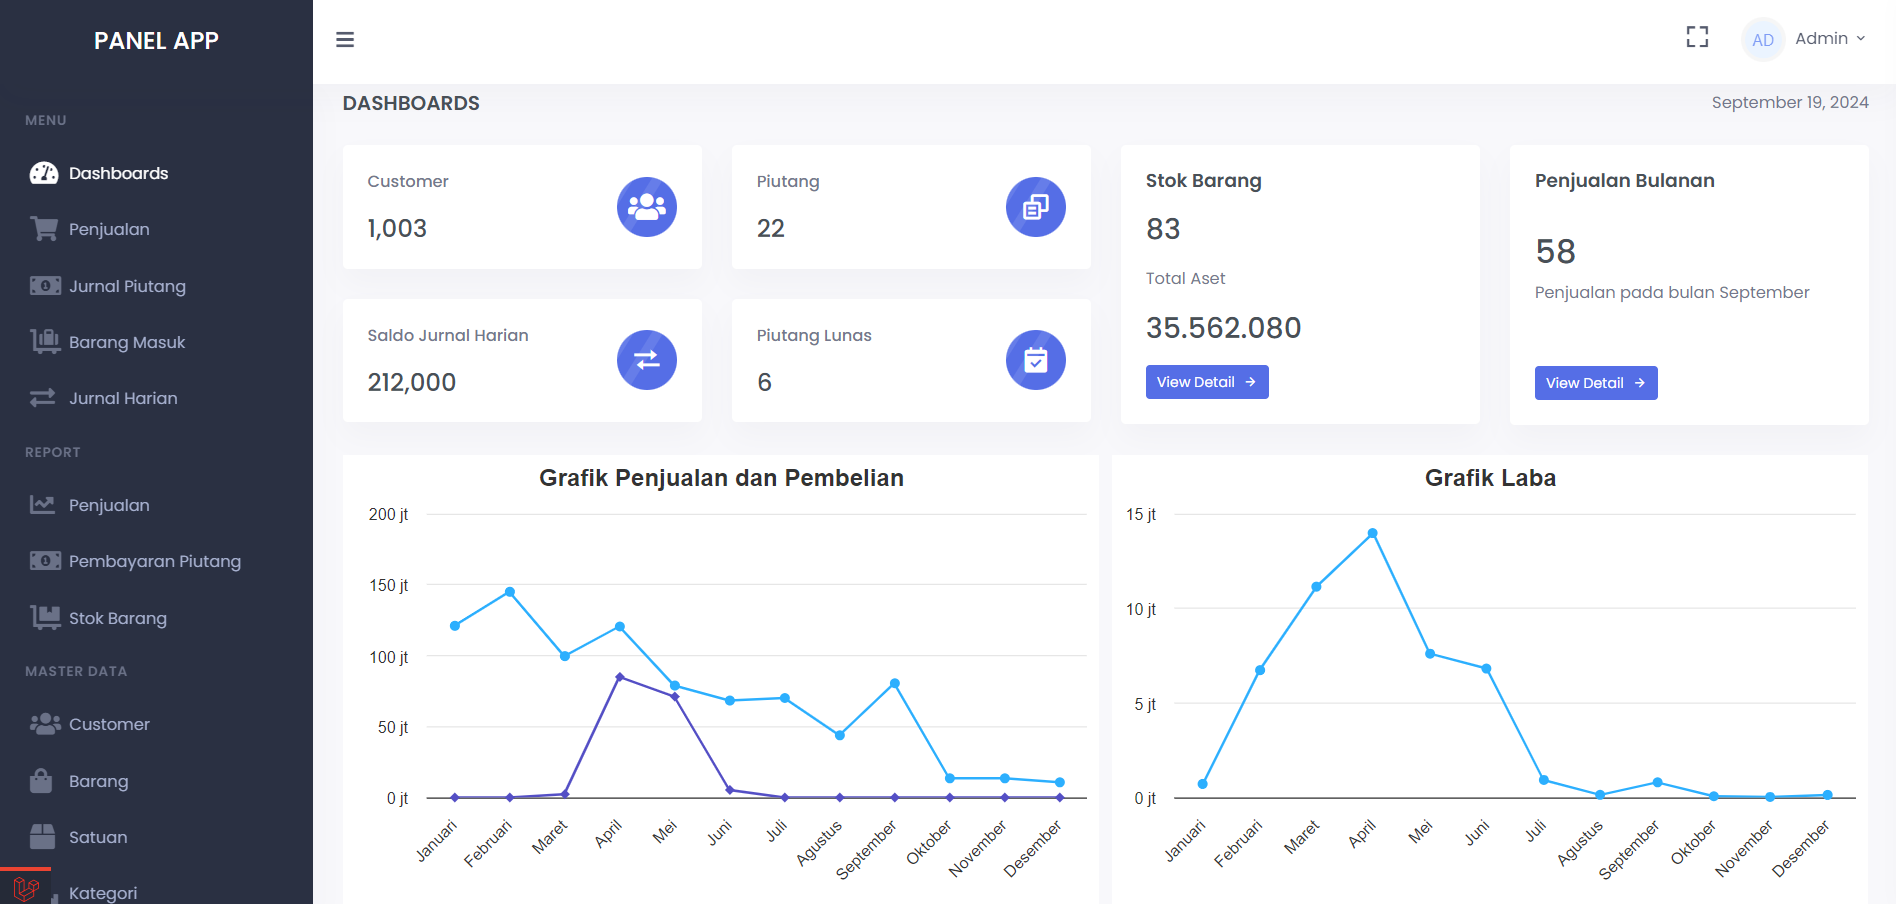 PANEL APP
Admin
AD
MENU
Dashboards
Penjualan
Jurnal Piutang
Barang Masuk
Jurnal Harian
REPORT
Penjualan
Pembayaran Piutang
Stok Barang
MASTER DATA
Customer
Barang
Satuan
Kategori
DASHBOARDS
September 19, 2024
Customer
1,003
Piutang
22
Saldo Jurnal Harian
212,000
Piutang Lunas
6
Stok Barang
83
Total Aset
35.562.080
View Detail
Penjualan Bulanan
58
Penjualan pada bulan September
View Detail
Grafik Penjualan dan Pembelian
200 jt
150 jt
100 jt
50 jt
0 jt
Januari
Februari
Maret
April
Mei
Juni
Juli
Agustus
September
Oktober
November
Desember
Grafik Laba
15 jt
10 jt
5 jt
0 jt
Januari
Februari
Maret
April
Mei
Juni
Juli
Agustus
September
Oktober
November
Desember